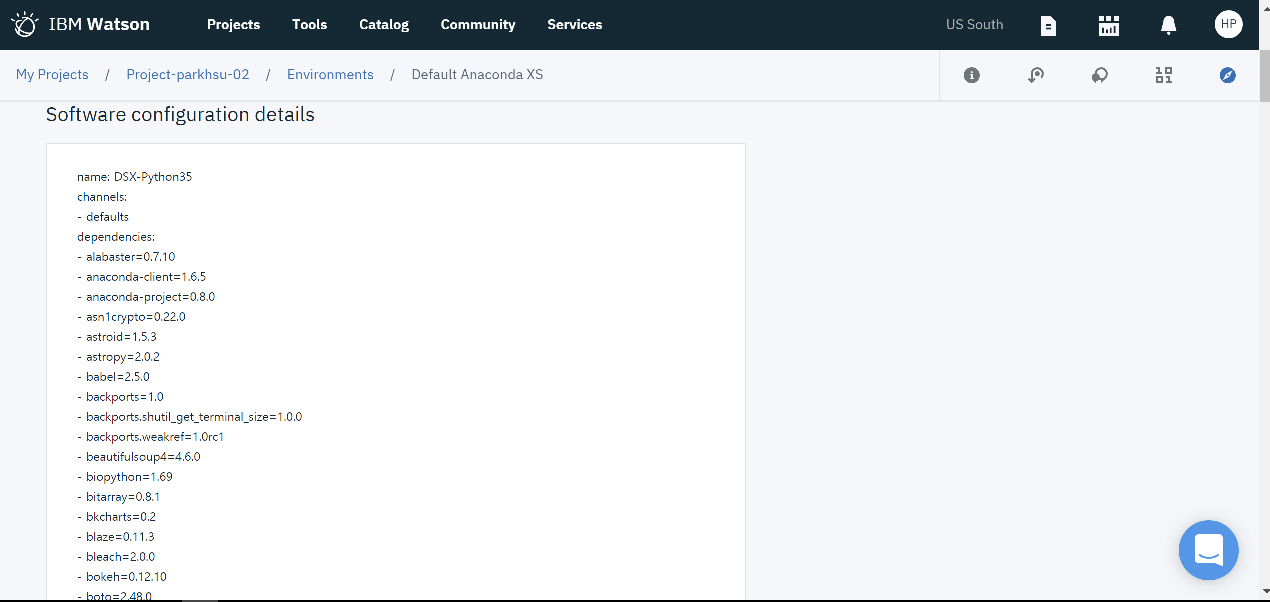 IBM Watson Projects Tools Catalog Community Services US South HP
My Projects / Project-parkhsu-02 / Environments / Default Anaconda XS
Software configuration details
name: DSX-Python35
channels:
- defaults
dependencies:
- alabaster=0.7.10
- anaconda-client=1.6.5
- anaconda-project=0.8.0
- asn1crypto=0.22.0
- astroid=1.5.3
- astropy=2.0.2
- babel=2.5.0
- backports=1.0
- backports.shutil_get_terminal_size=1.0.0
- backports.weakref=1.0rc1
- beautifulsoup4=4.6.0
- biopython=1.69
- bitarray=0.8.1
- bkcharts=0.2
- blaze=0.11.3
- bleach=2.0.0
- bokeh=0.12.10
- boto=2.48.0